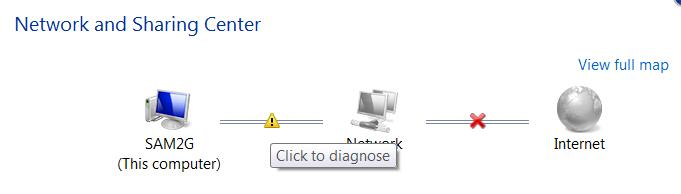 Network and Sharing Center
View full map
SAM2G
(This computer)
Network
Internet
Click to diagnose